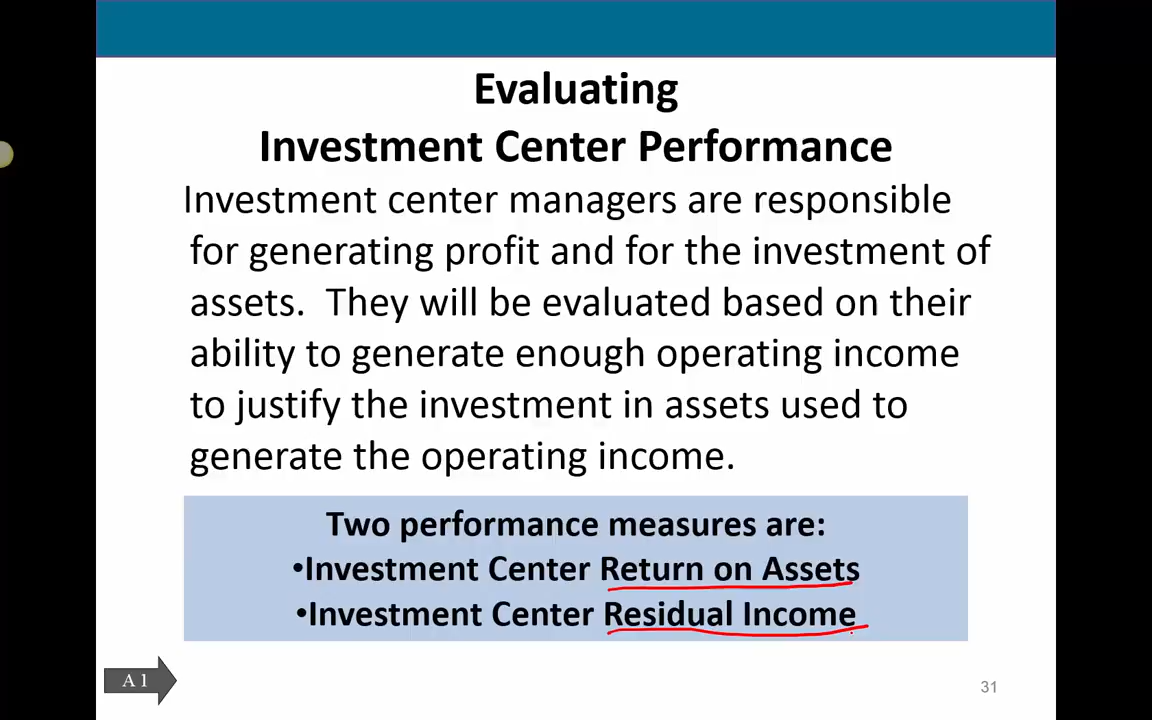 Evaluating
Investment Center Performance
Investment center managers are responsible
for generating profit and for the investment of
assets.  They will be evaluated based on their
ability to generate enough operating income
to justify the investment in assets used to
generate the operating income.
Two performance measures are:
•Investment Center Return on Assets
•Investment Center Residual Income
A 1
31